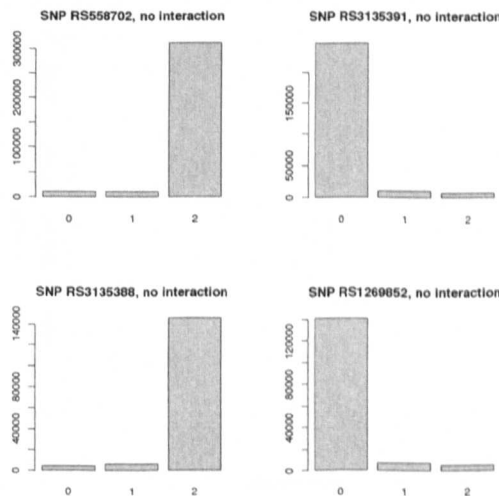 SNP RS558702, no interaction
300000
200000
100000
0
0 1 2
SNP RS3135391, no interaction
150000
50000
0
0 1 2
SNP RS3135388, no interaction
140000
80000
40000
0
0 1 2
SNP RS1269852, no interaction
120000
80000
40000
0
0 1 2